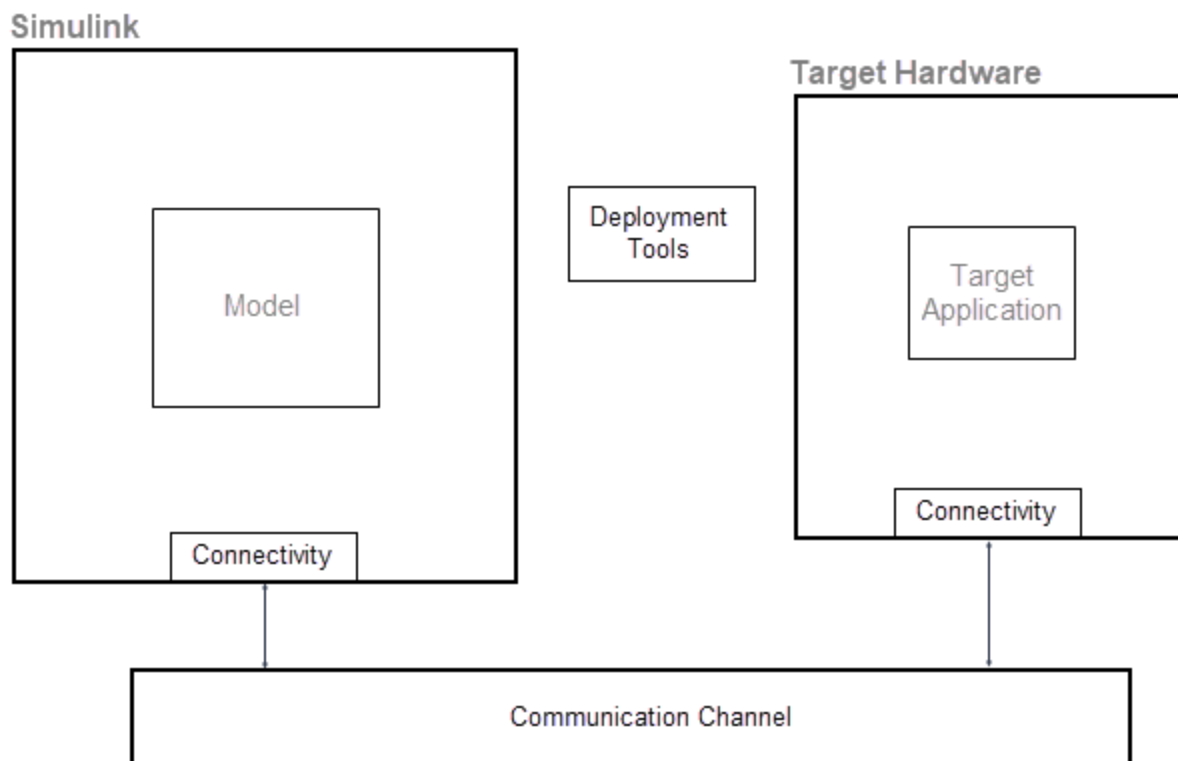 Simulink
Target Hardware
Deployment
Tools
Model
Target
Application
Connectivity
Connectivity
Communication Channel